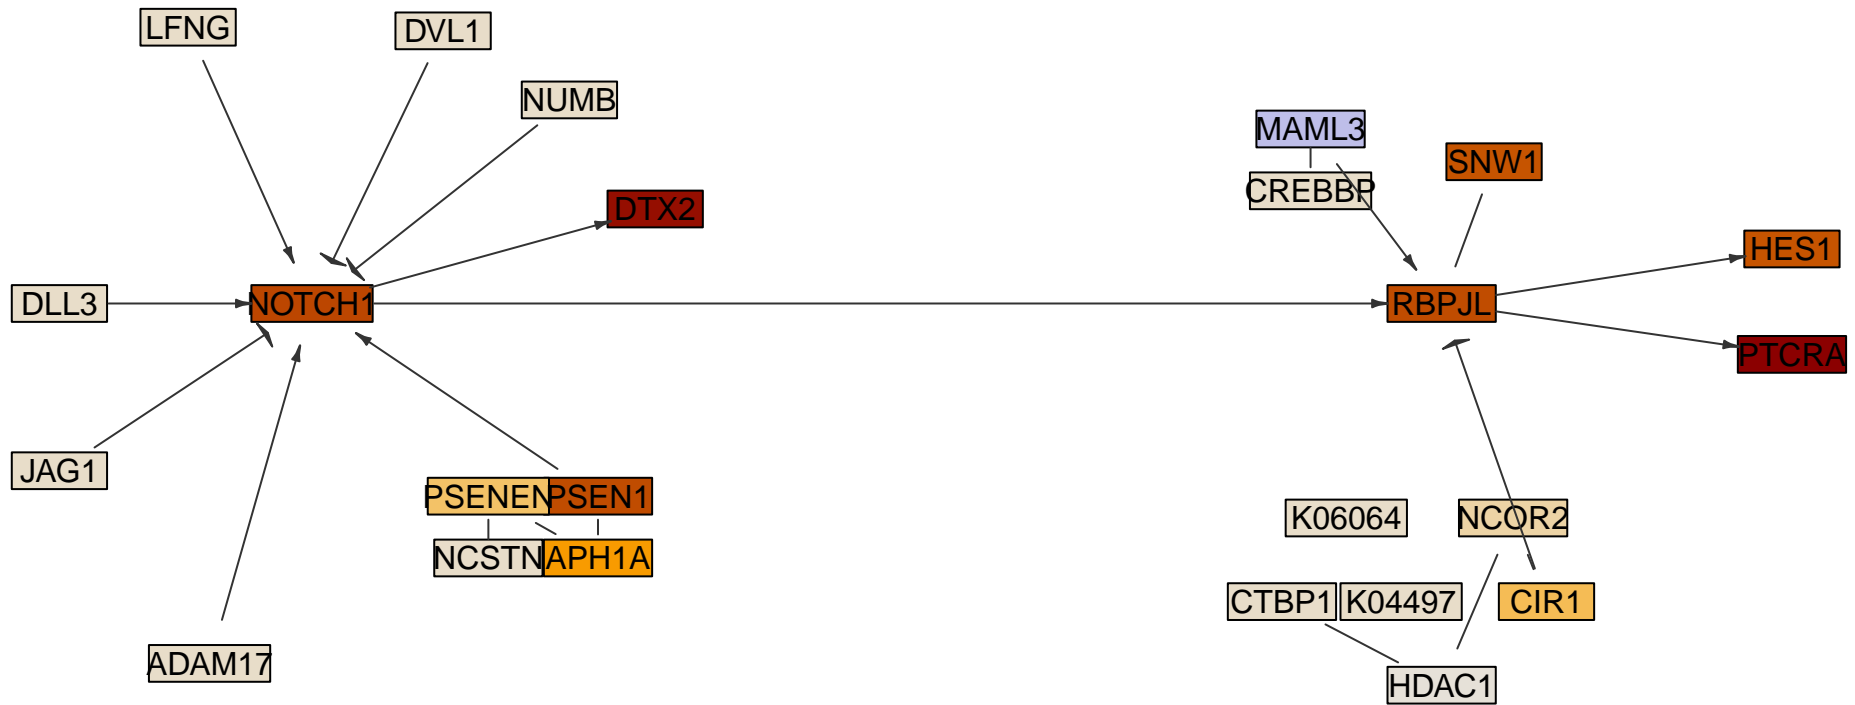 LFNG
DVL1
NUMB
MAML3
SNW1
CREBBP
DTX2
HES1
DLL3
NOTCH1
RBPJL
PTCRA
JAG1
PSENEN
PSEN1
K06064
NCOR2
NCSTN
APH1A
CTBP1
K04497
CIR1
ADAM17
HDAC1